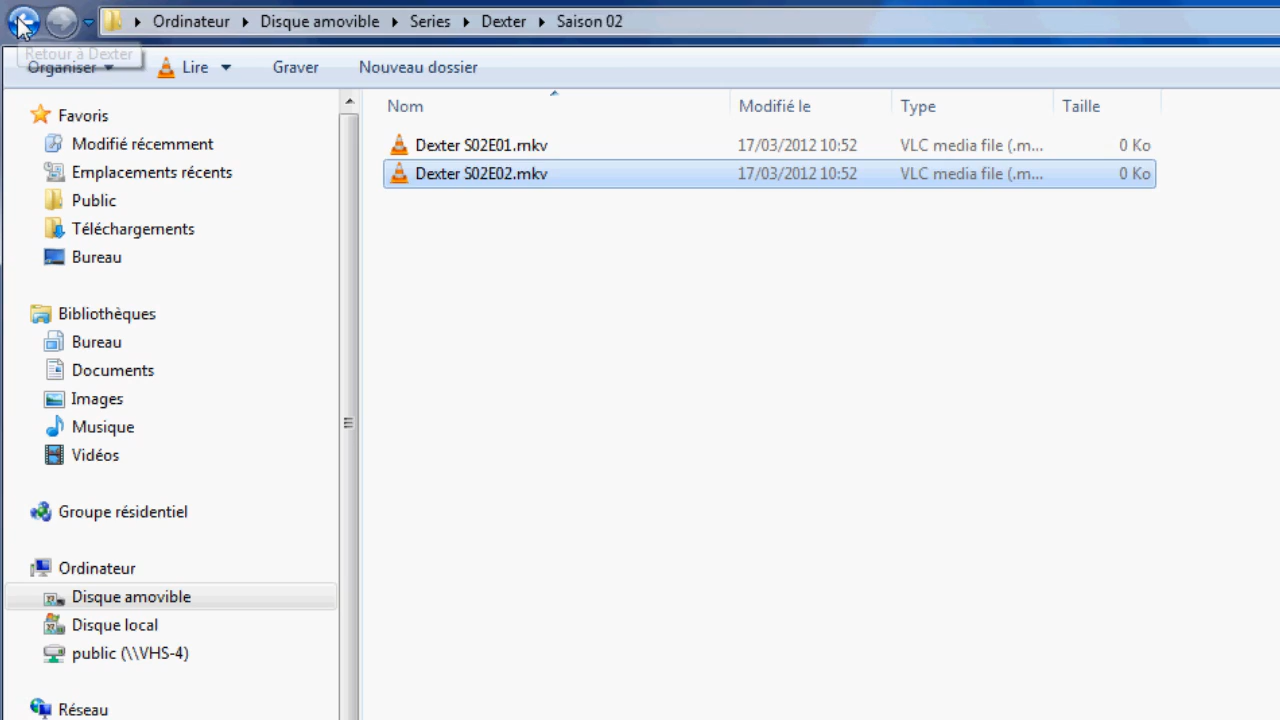 Ordinateur Disque amovible Series Dexter Saison 02
Retour à Dexter
Organiser Lire Graver Nouveau dossier
Nom Modifié le Type Taille
Dexter S02E01.mkv 17/03/2012 10:52 VLC media file (.m... 0 Ko
Dexter S02E02.mkv 17/03/2012 10:52 VLC media file (.m... 0 Ko
Favoris
Modifié récemment
Emplacements récents
Public
Téléchargements
Bureau
Bibliothèques
Bureau
Documents
Images
Musique
Vidéos
Groupe résidentiel
Ordinateur
Disque amovible
Disque local
public (\\VHS-4)
Réseau